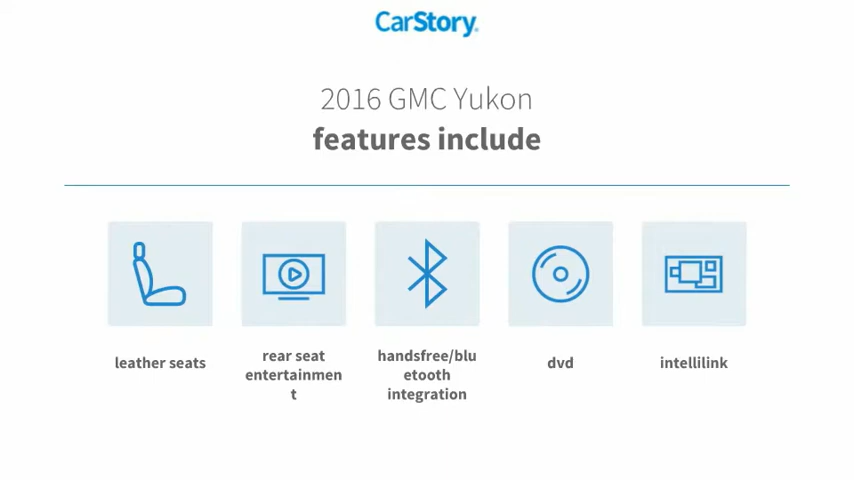 CarStory.
2016 GMC Yukon
features include
leather seats
rear seat
entertainmen
t
handsfree/blu
etooth
integration
dvd
intellilink